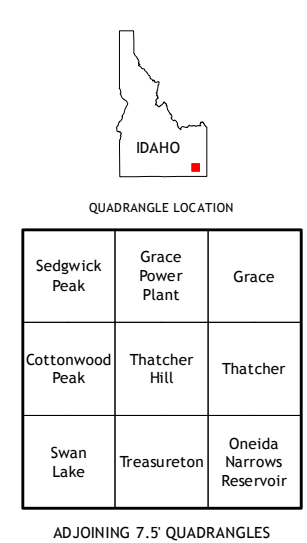 IDAHO
QUADRANGLE LOCATION
Sedgwick
Peak
Grace
Power
Plant
Grace
Cottonwood
Peak
Thatcher
Hill
Thatcher
Swan
Lake
Treasureton
Oneida
Narrows
Reservoir
ADJOINING 7.5' QUADRANGLES